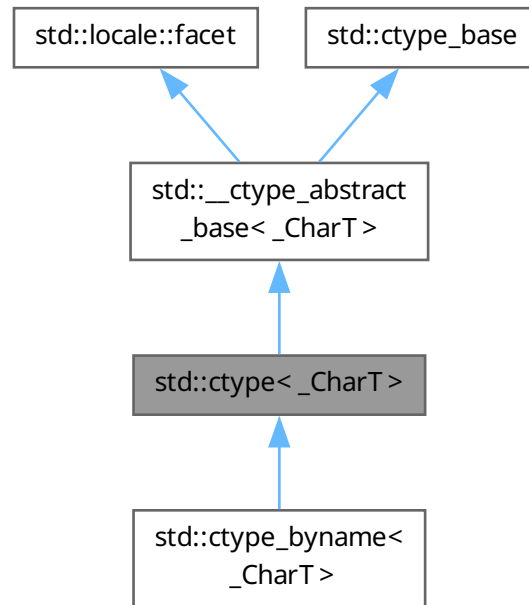 std::locale::facet
std::ctype_base
std::__ctype_abstract
_base< _CharT >
std::ctype< _CharT >
std::ctype_byname<
_CharT >